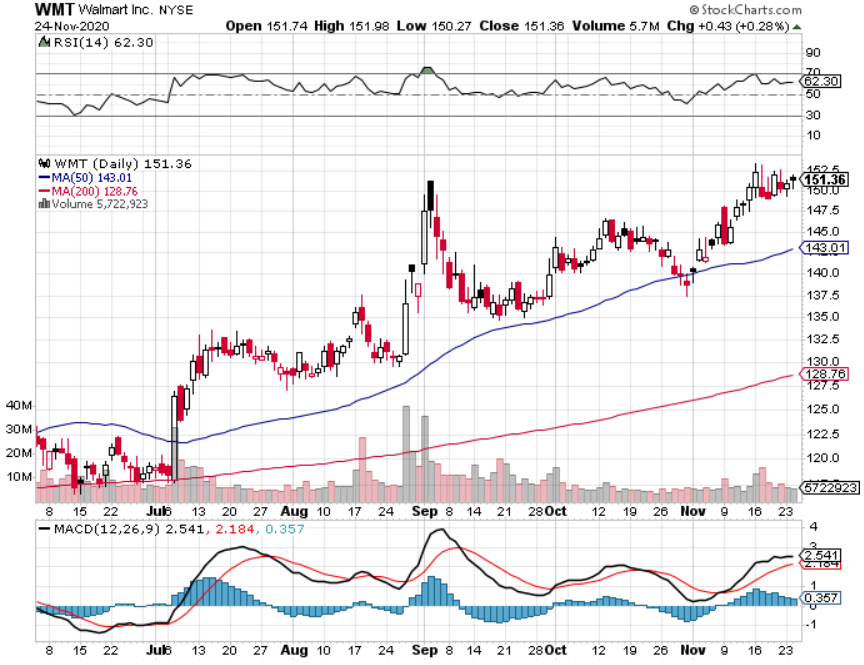 WMT Walmart Inc. NYSE © StockCharts.com
24-Nov-2020 Open 151.74 High 151.98 Low 150.27 Close 151.36 Volume 5.7M Chg +0.43 (+0.28%)
RSI(14) 62.30
90
70
62.30
50
30
10
WMT (Daily) 151.36
MA(50) 143.01
MA(200) 128.76
Volume 5,722,923
152.5
151.36
150.0
147.5
145.0
143.01
140.0
137.5
135.0
132.5
130.0
128.76
127.5
125.0
122.5
120.0
5722923
40M
30M
20M
10M
8 15 22 Jul6 13 20 27 Aug 10 17 24 Sep 8 14 21 28 Oct 12 19 26 Nov 9 16 23
MACD(12,26,9) 2.541, 2.184, 0.357
4
3
2.541
2.184
1
0.357
0
-1
8 15 22 Jul6 13 20 27 Aug 10 17 24 Sep 8 14 21 28 Oct 12 19 26 Nov 9 16 23